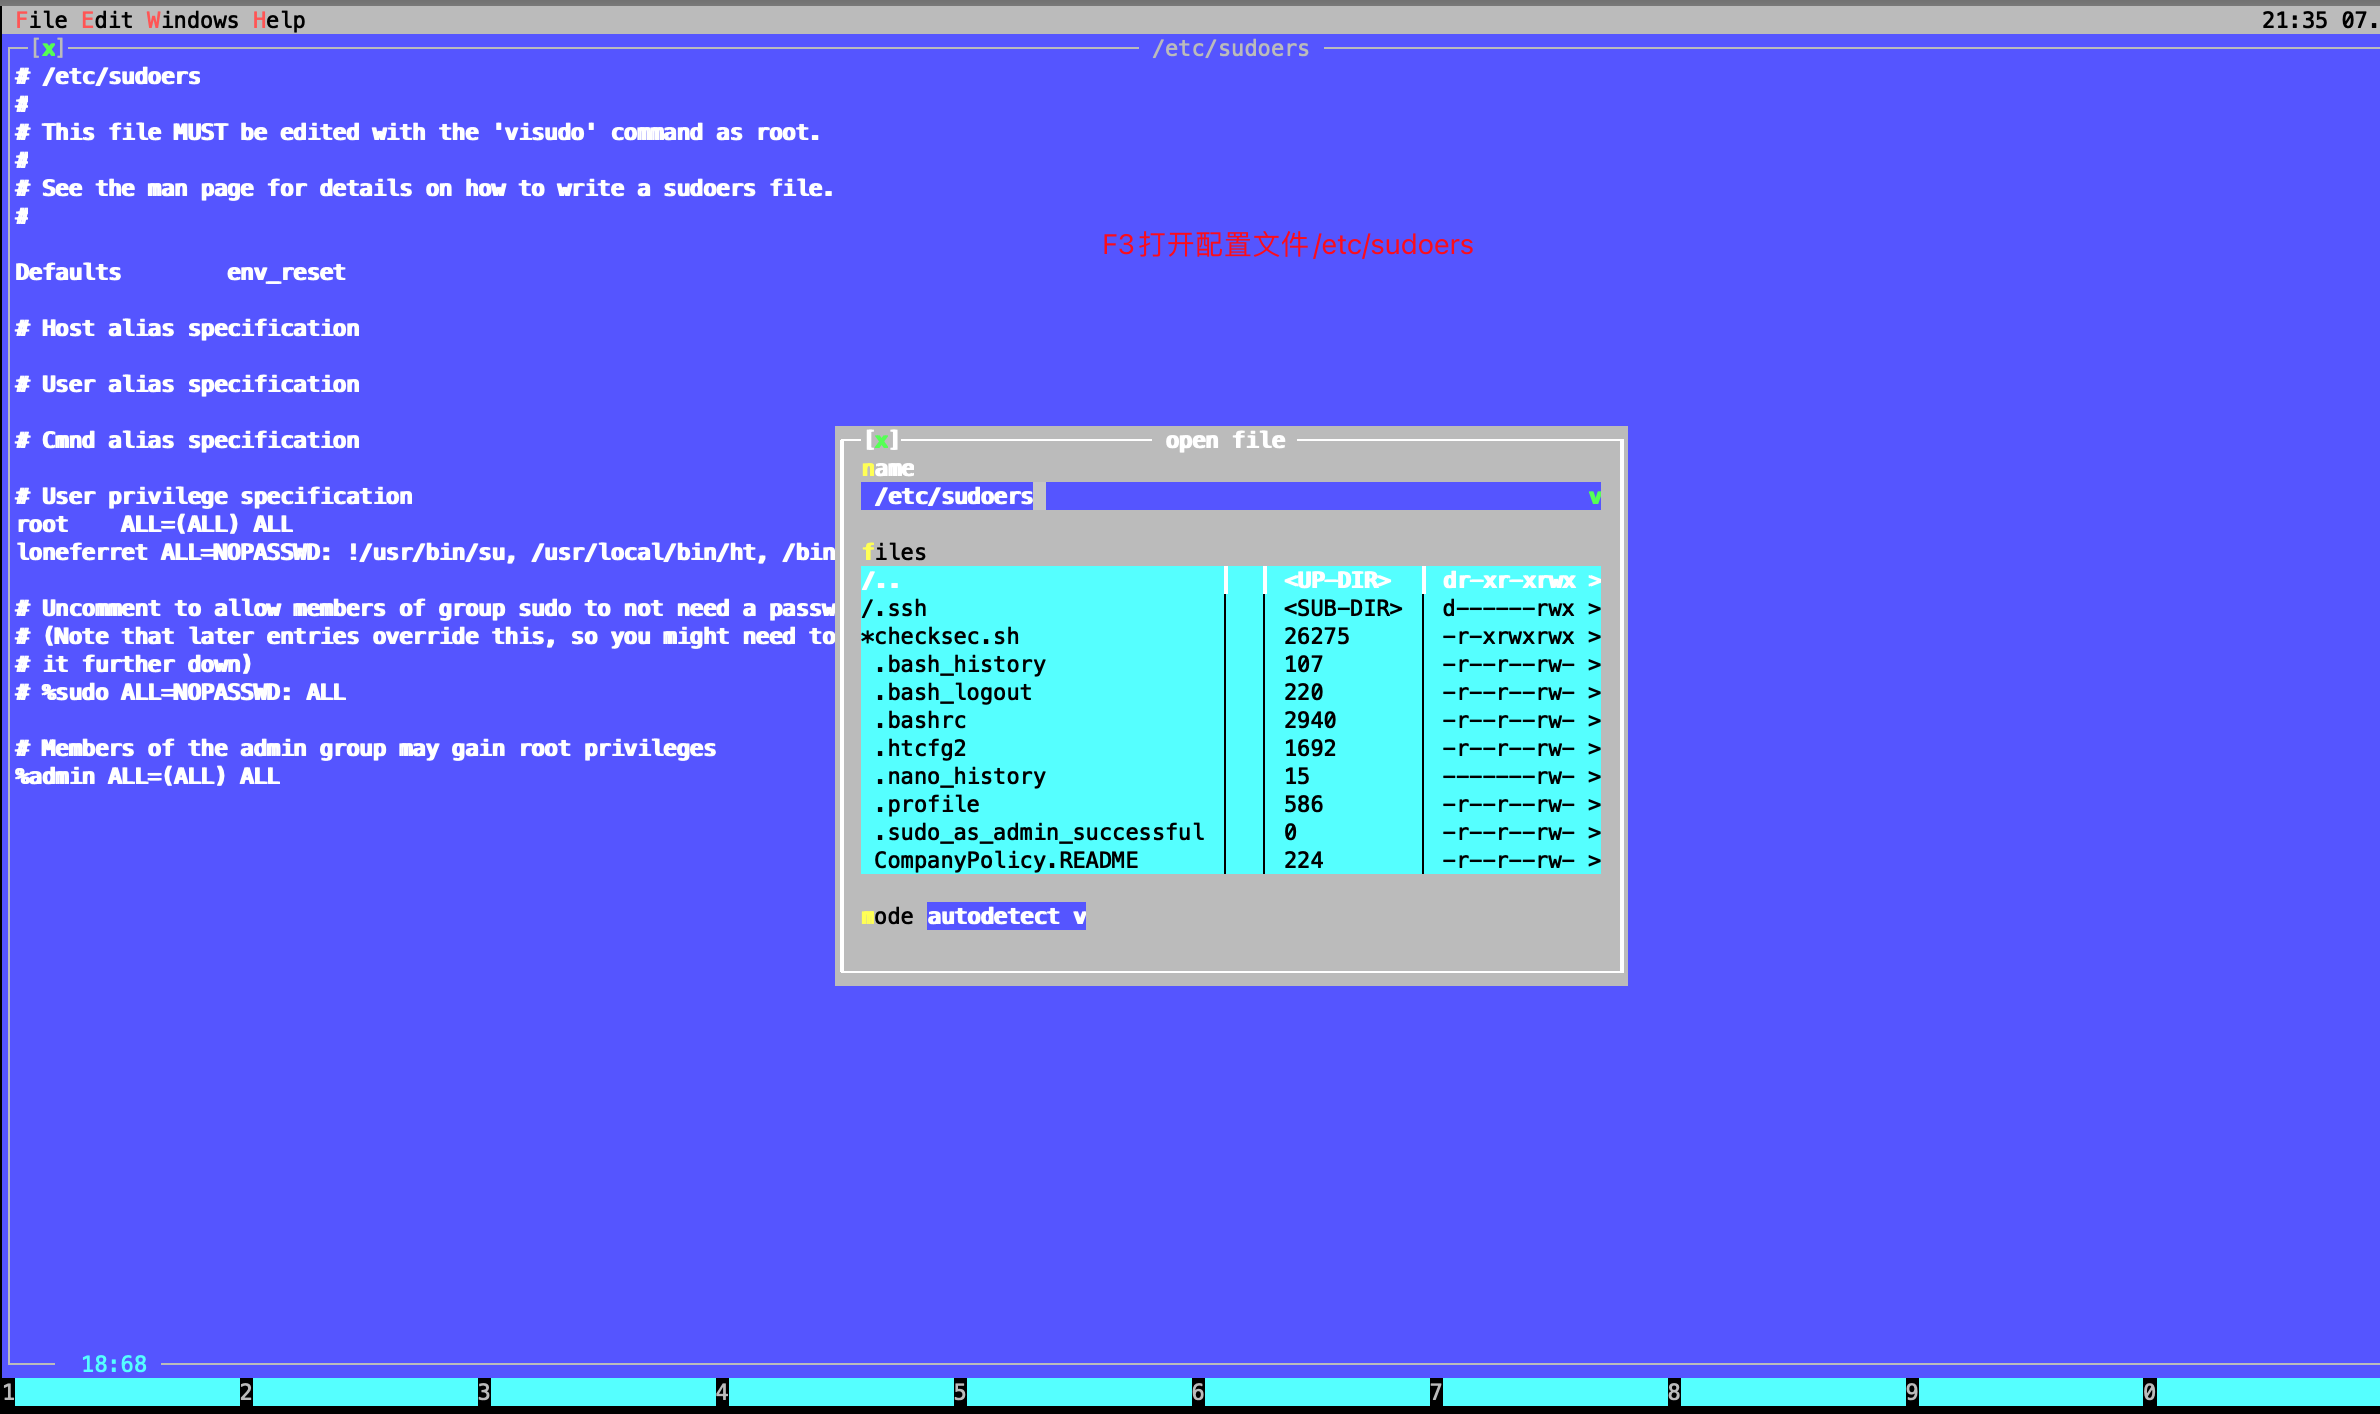 File Edit Windows Help 21:35 07.
[x] /etc/sudoers
# /etc/sudoers
#
# This file MUST be edited with the 'visudo' command as root.
#
# See the man page for details on how to write a sudoers file.
#
F3打开配置文件/etc/sudoers
Defaults env_reset
# Host alias specification
# User alias specification
# Cmnd alias specification
# User privilege specification
root ALL=(ALL) ALL
loneferret ALL=NOPASSWD: !/usr/bin/su, /usr/local/bin/ht, /bin
# Uncomment to allow members of group sudo to not need a passw
# (Note that later entries override this, so you might need to
# it further down)
# %sudo ALL=NOPASSWD: ALL
# Members of the admin group may gain root privileges
%admin ALL=(ALL) ALL
[x] open file
name
/etc/sudoers v
files
/.. <UP-DIR> dr-xr-xrwx >
/.ssh <SUB-DIR> d------rwx >
*checksec.sh 26275 -r-xrwxrwx >
.bash_history 107 -r--r--rw- >
.bash_logout 220 -r--r--rw- >
.bashrc 2940 -r--r--rw- >
.htcfg2 1692 -r--r--rw- >
.nano_history 15 -------rw- >
.profile 586 -r--r--rw- >
.sudo_as_admin_successful 0 -r--r--rw- >
CompanyPolicy.README 224 -r--r--rw- >
mode autodetect v
18:68
1 2 3 4 5 6 7 8 9 0